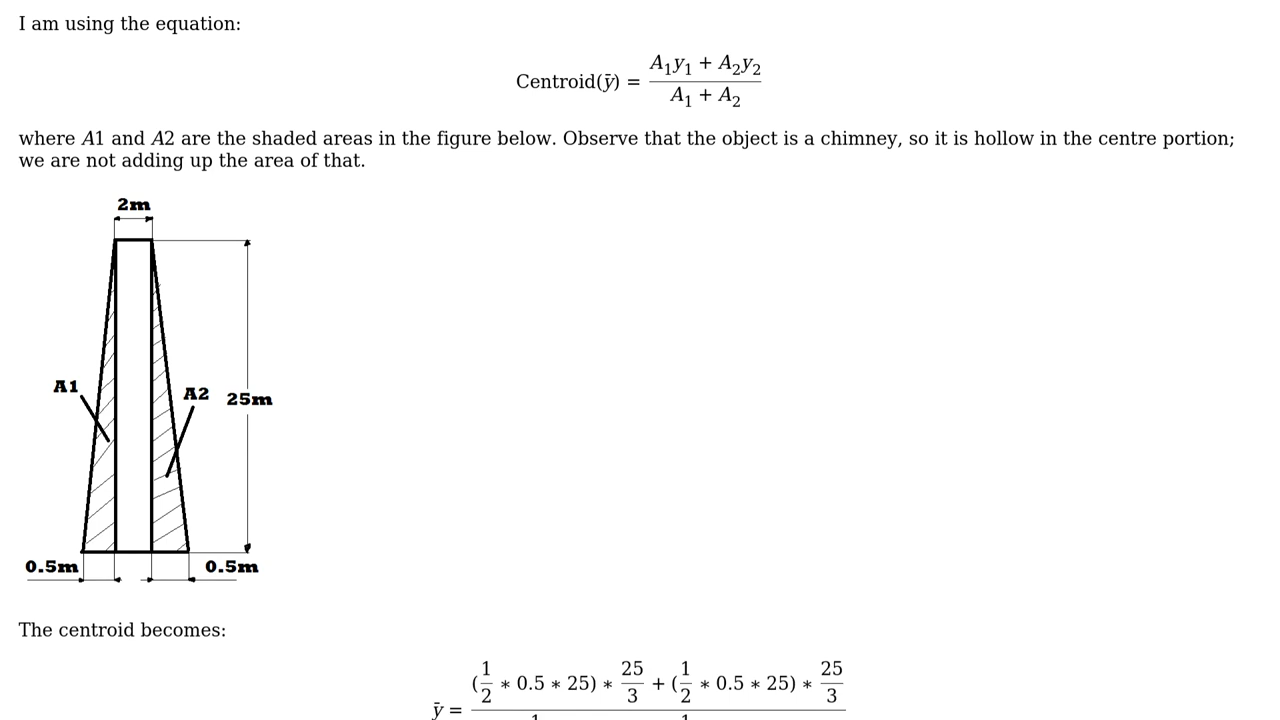 I am using the equation:
Centroid(ȳ) = (A₁y₁ + A₂y₂) / (A₁ + A₂)
where A1 and A2 are the shaded areas in the figure below. Observe that the object is a chimney, so it is hollow in the centre portion;
we are not adding up the area of that.
2m
A1
A2
25m
0.5m
0.5m
The centroid becomes:
ȳ = (1/2 * 0.5 * 25) * 25/3 + (1/2 * 0.5 * 25) * 25/3
1 1